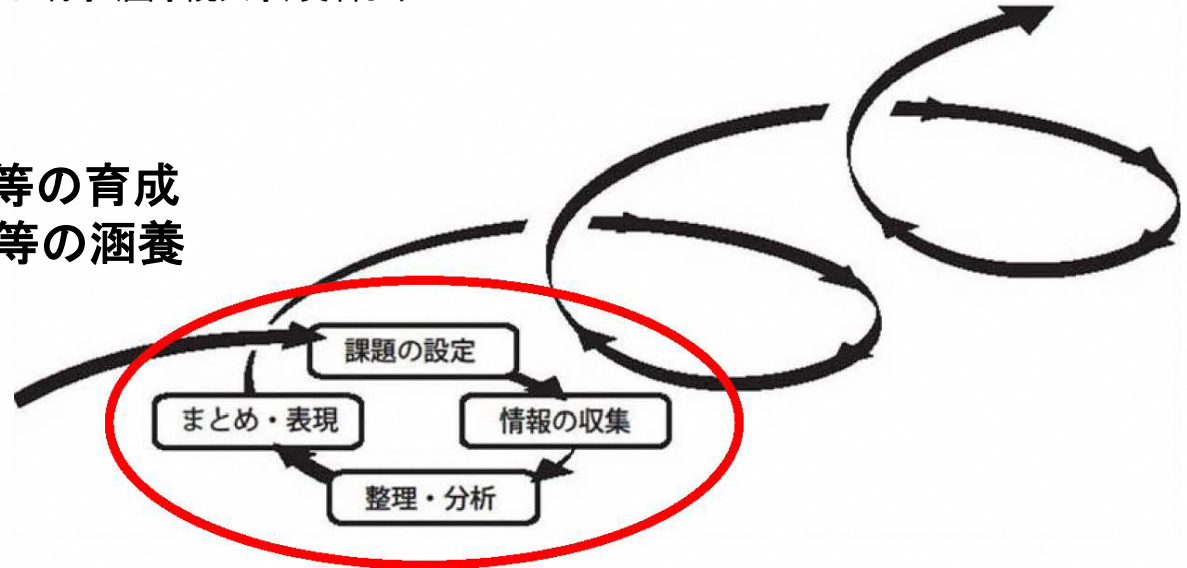 等の育成
等の涵養
課題の設定
まとめ・表現
情報の収集
整理・分析